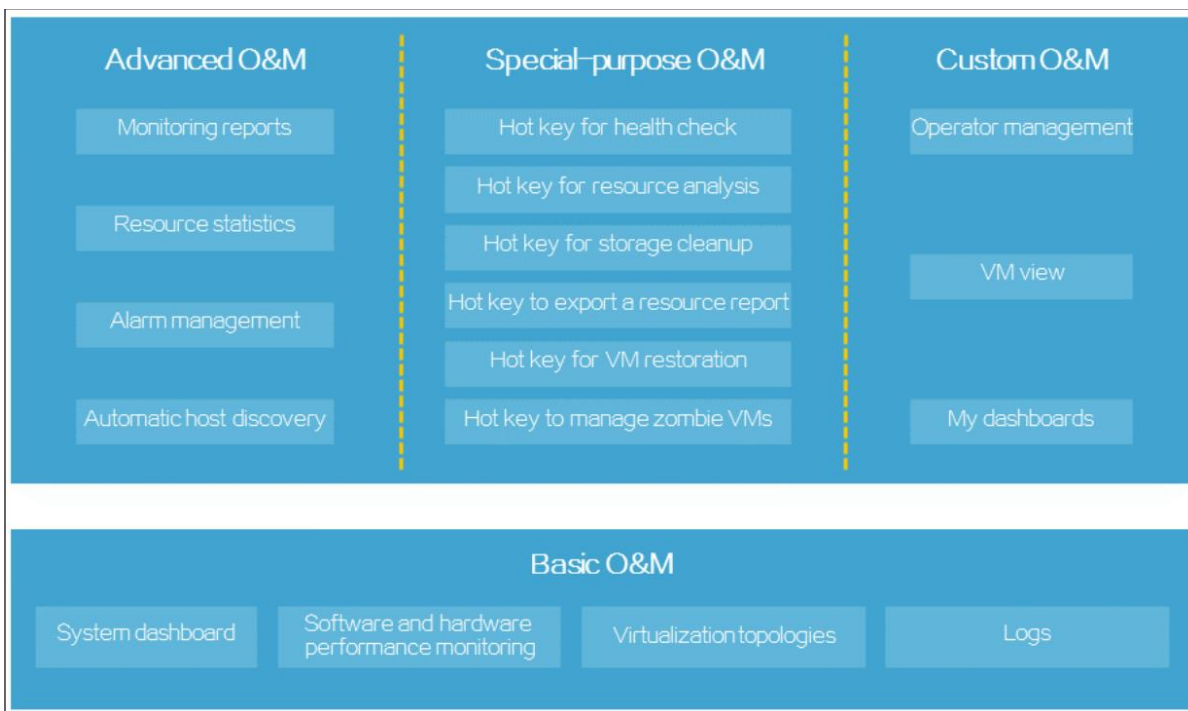 Advanced O&M
Monitoring reports
Resource statistics
Alarm management
Automatic host discovery
Special-purpose O&M
Hot key for health check
Hot key for resource analysis
Hot key for storage cleanup
Hot key to export a resource report
Hot key for VM restoration
Hot key to manage zombie VMs
Custom O&M
Operator management
VM view
My dashboards
Basic O&M
System dashboard
Software and hardware
performance monitoring
Virtualization topologies
Logs